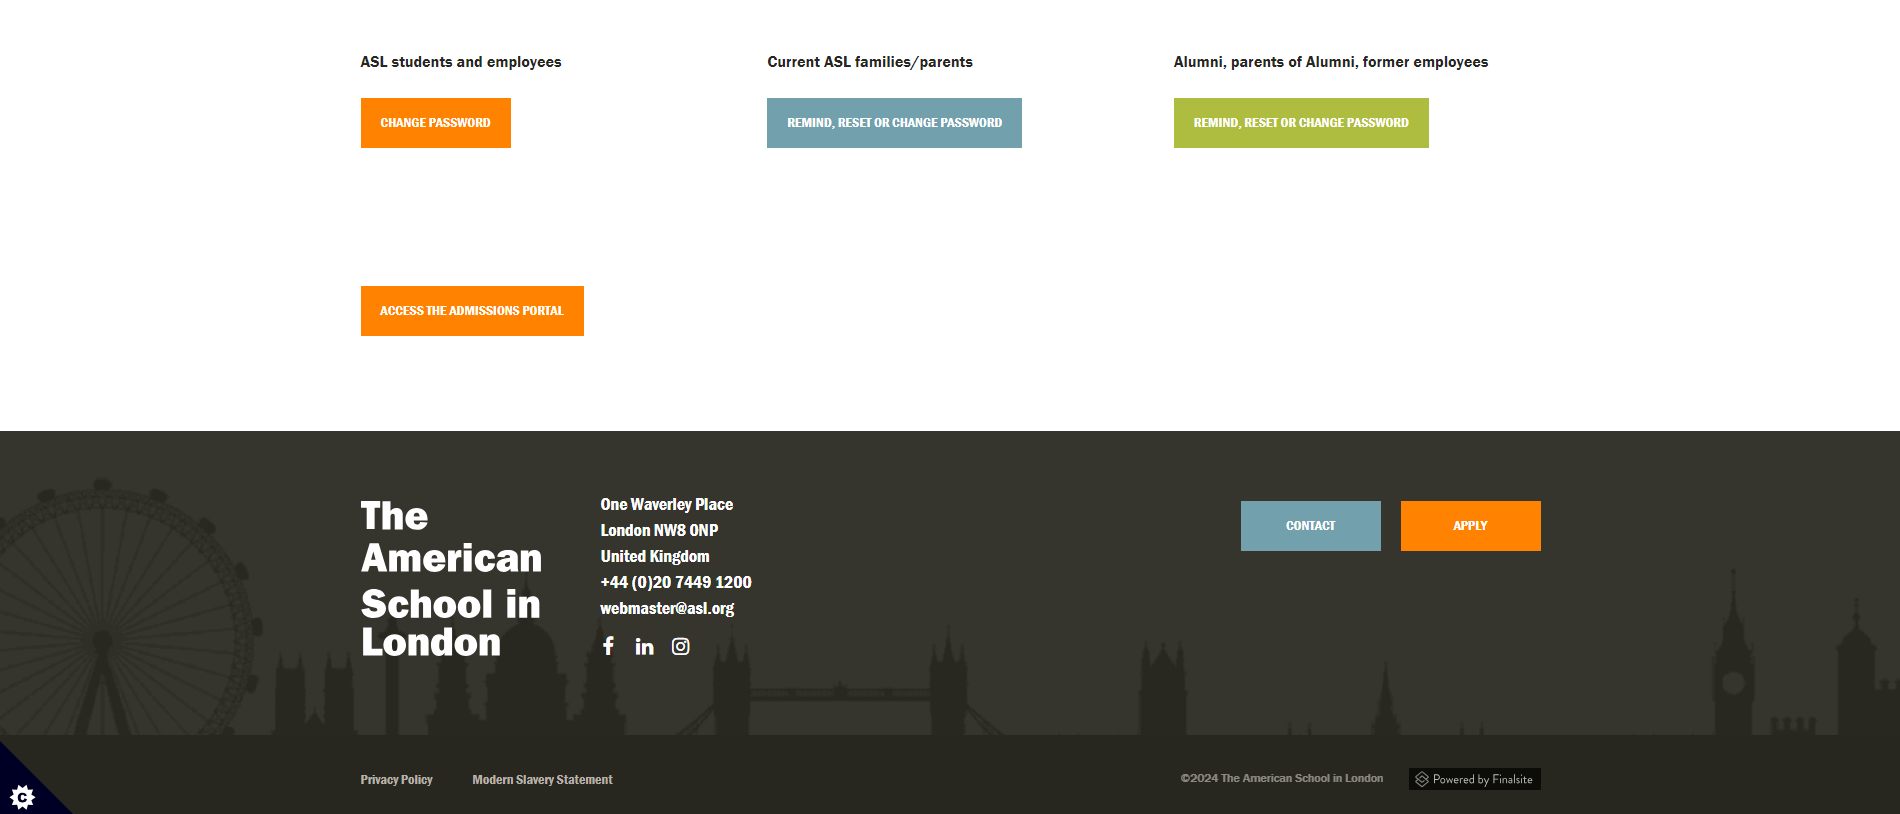 ASL students and employees
CHANGE PASSWORD
Current ASL families/parents
REMIND, RESET OR CHANGE PASSWORD
Alumni, parents of Alumni, former employees
REMIND, RESET OR CHANGE PASSWORD
ACCESS THE ADMISSIONS PORTAL
The
American
School in
London
One Waverley Place
London NW8 0NP
United Kingdom
+44 (0)20 7449 1200
webmaster@asl.org
f
in
CONTACT
APPLY
Privacy Policy
Modern Slavery Statement
©2024 The American School in London
Powered by Finalsite
C